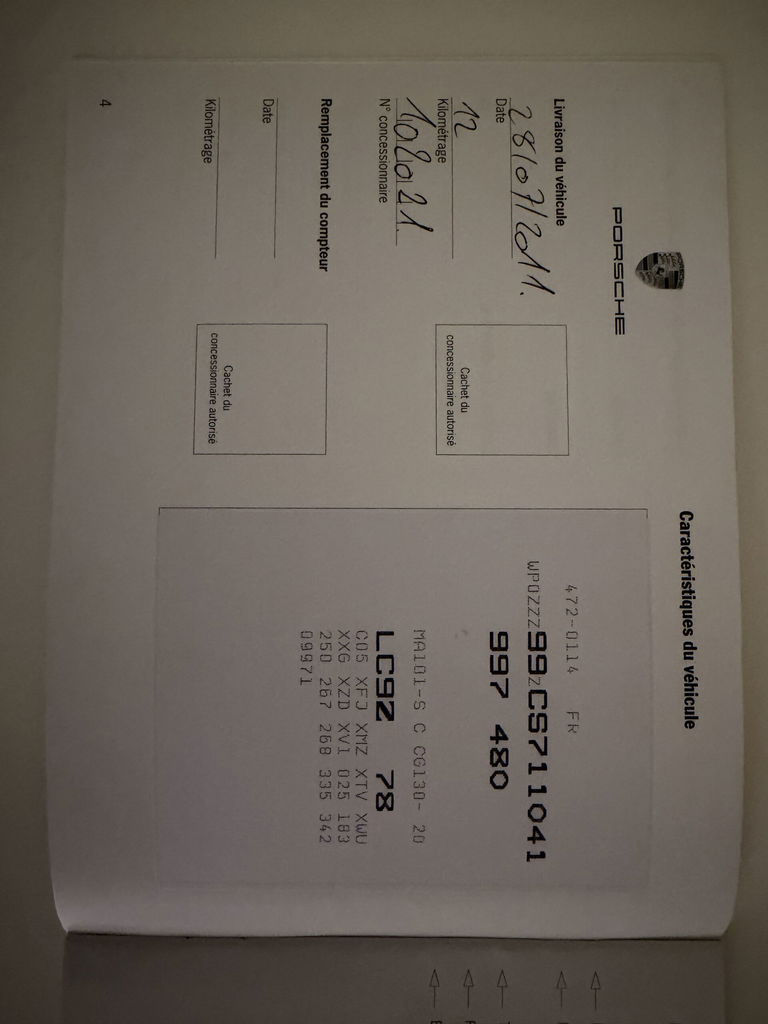 PORSCHE
Livraison du véhicule
28/07/2011.
Date
12
Kilométrage
102021
N° concessionnaire
Cachet du
concessionnaire autorisé
Remplacement du compteur
Date
Kilométrage
Cachet du
concessionnaire autorisé
4
Caractéristiques du véhicule
472-0114 FR
WP0ZZZ99ZCS711041
997 480
MA101-S C CG130- 20
LC9Z 78
C05 XFJ XMZ XTV XWU
XXG XZD XV1 025 183
250 267 268 335 342
09971